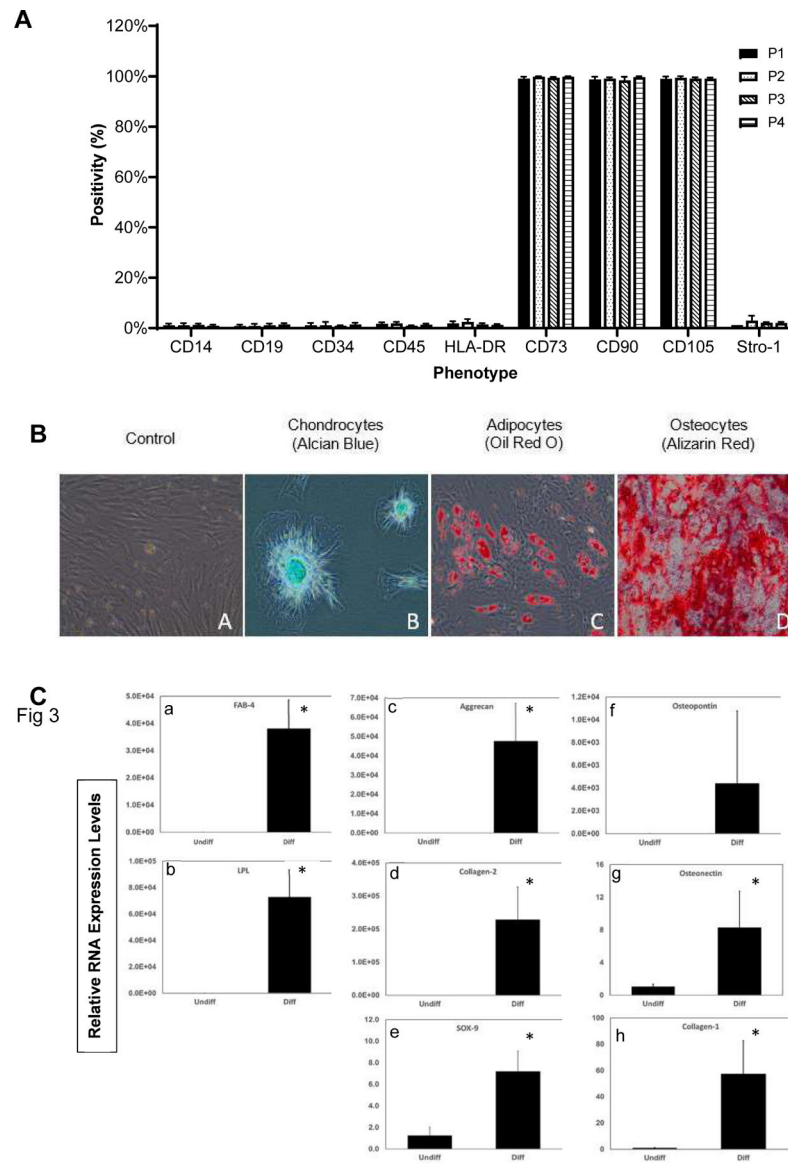 A
120%
100%
80%
60%
40%
20%
0%
Positivity (%)
P1
P2
P3
P4
CD14 CD19 CD34 CD45 HLA-DR CD73 CD90 CD105 Stro-1
Phenotype
B
Control
Chondrocytes
(Alcian Blue)
Adipocytes
(Oil Red O)
Osteocytes
(Alizarin Red)
A
B
C
D
C
Fig 3
Relative RNA Expression Levels
a
FAB-4
*
5.0E+04
4.0E+04
3.0E+04
2.0E+04
1.0E+04
0.0E+00
Undiff Diff
c
Aggrecan
*
7.0E+04
6.0E+04
5.0E+04
4.0E+04
3.0E+04
2.0E+04
1.0E+04
0.0E+00
Undiff Diff
f
Osteopontin
1.2E+04
1.0E+04
8.0E+03
6.0E+03
4.0E+03
2.0E+03
0.0E+00
Undiff Diff
b
LPL
*
1.0E+05
8.0E+04
6.0E+04
4.0E+04
2.0E+04
0.0E+00
Undiff Diff
d
Collagen-2
*
4.0E+05
3.0E+05
2.0E+05
1.0E+05
0.0E+00
Undiff Diff
g
Osteonectin
*
16
12
8
4
0
Undiff Diff
e
SOX-9
*
12.0
10.0
8.0
6.0
4.0
2.0
0.0
Undiff Diff
h
Collagen-1
*
100
80
60
40
20
0
Undiff Diff